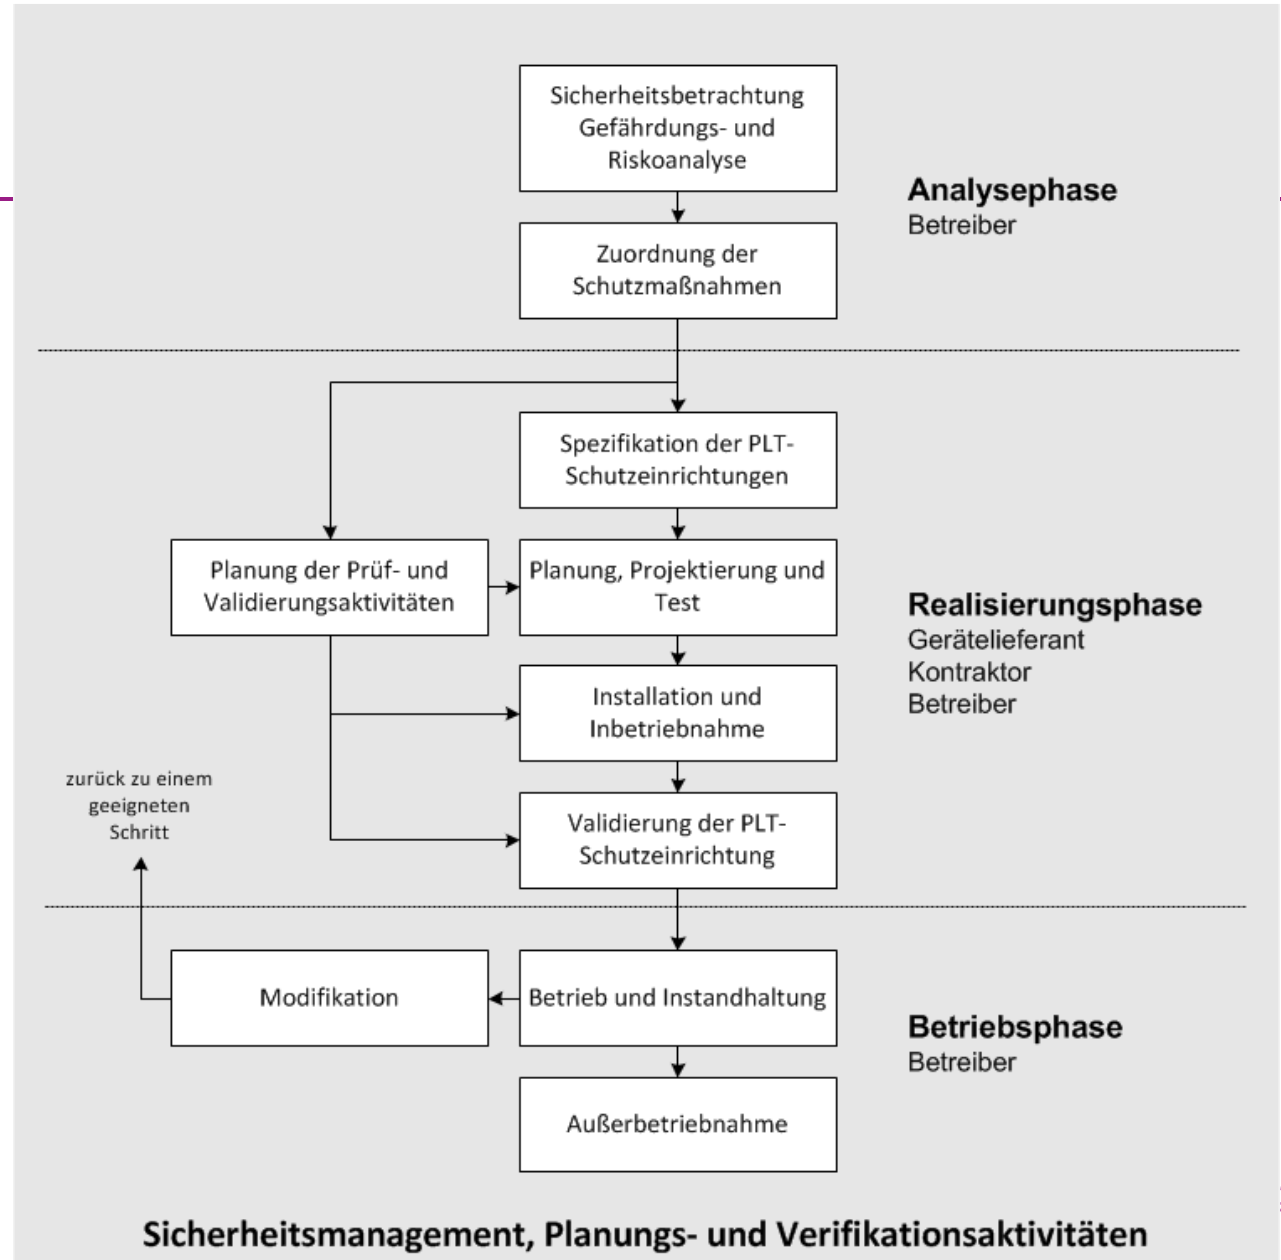 Sicherheitsbetrachtung
Gefährdungs- und
Riskoanalyse
Analysephase
Betreiber
Zuordnung der
Schutzmaßnahmen
Spezifikation der PLT-
Schutzeinrichtungen
Planung der Prüf- und
Validierungsaktivitäten
Planung, Projektierung und
Test
Realisierungsphase
Gerätelieferant
Kontraktor
Betreiber
Installation und
Inbetriebnahme
zurück zu einem
geeigneten
Schritt
Validierung der PLT-
Schutzeinrichtung
Modifikation
Betrieb und Instandhaltung
Betriebsphase
Betreiber
Außerbetriebnahme
Sicherheitsmanagement, Planungs- und Verifikationsaktivitäten